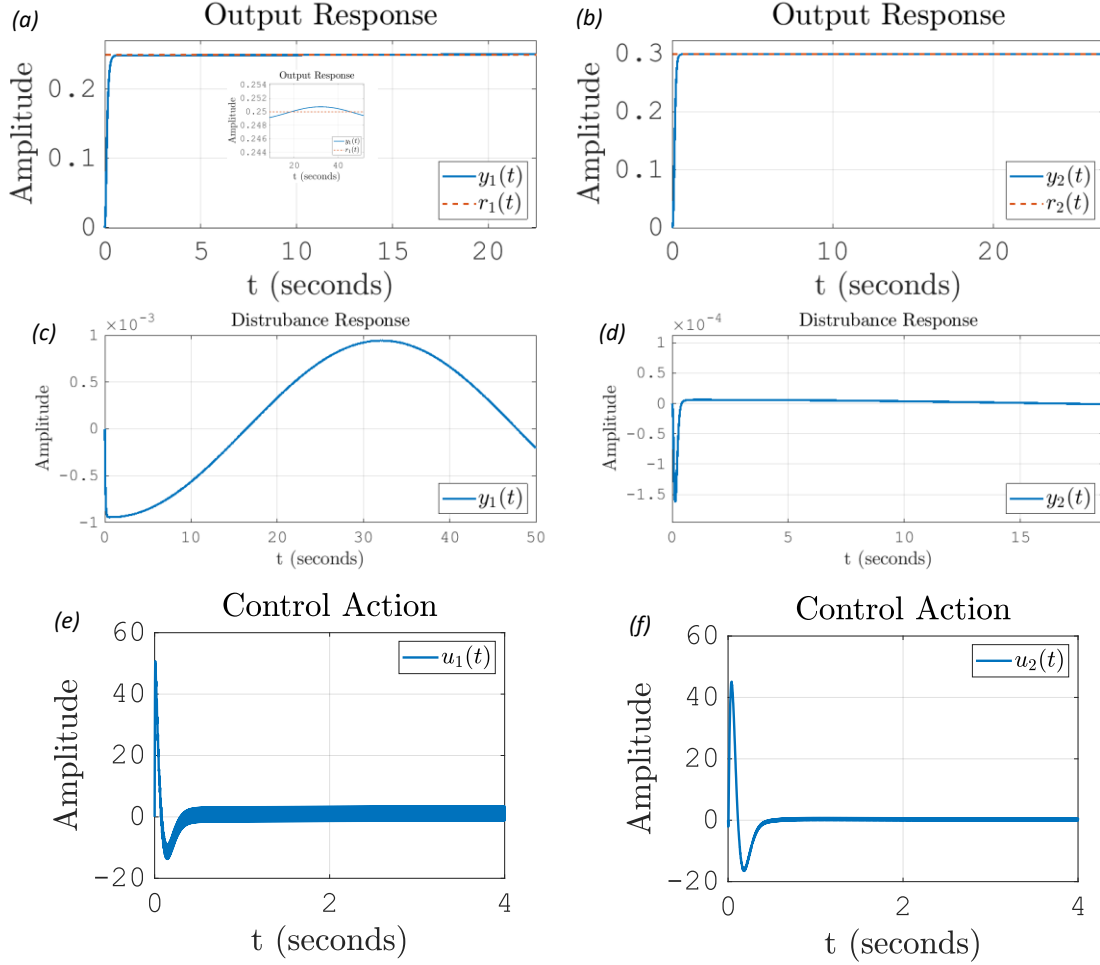 (a)
Output Response
0.2
0.1
0
Amplitude
0
5
10
15
20
t (seconds)
y₁(t)
r₁(t)
Output Response
0.254
0.252
0.250
0.248
0.246
0.244
Amplitude
20
40
t (seconds)
y₁(t)
r₁(t)
(b)
Output Response
0.3
0.2
0.1
0
Amplitude
0
10
20
t (seconds)
y₂(t)
r₂(t)
(c)
×10⁻³
Distrubance Response
1
0.5
0
-0.5
-1
Amplitude
0
10
20
30
40
50
t (seconds)
y₁(t)
(d)
×10⁻⁴
Distrubance Response
1
0.5
0
-0.5
-1
-1.5
Amplitude
0
5
10
15
t (seconds)
y₂(t)
(e)
Control Action
60
40
20
0
-20
Amplitude
0
2
4
t (seconds)
u₁(t)
(f)
Control Action
60
40
20
0
-20
Amplitude
0
2
4
t (seconds)
u₂(t)